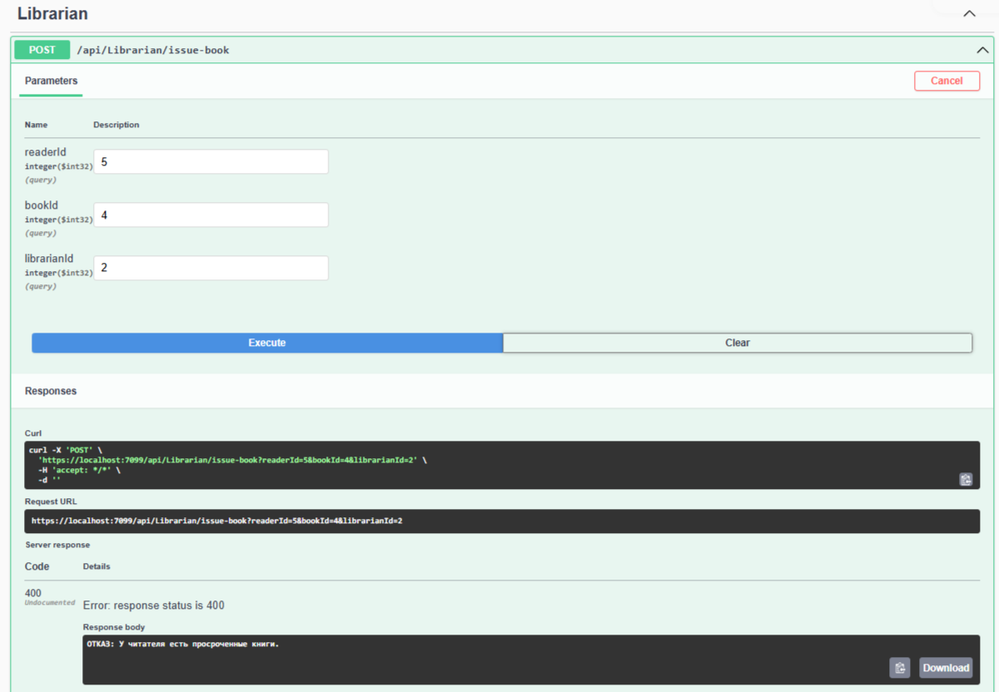 Librarian
POST /api/Librarian/issue-book
Parameters
Cancel
Name Description
readerId
integer($int32)
(query)
5
bookId
integer($int32)
(query)
4
librarianId
integer($int32)
(query)
2
Execute Clear
Responses
Curl
curl -X 'POST' \
'https://localhost:7099/api/Librarian/issue-book?readerId=5&bookId=4&librarianId=2' \
-H 'accept: */*' \
-d ''
Request URL
https://localhost:7099/api/Librarian/issue-book?readerId=5&bookId=4&librarianId=2
Server response
Code Details
400
Undocumented
Error: response status is 400
Response body
ОТКАЗ: У читателя есть просроченные книги.
Download